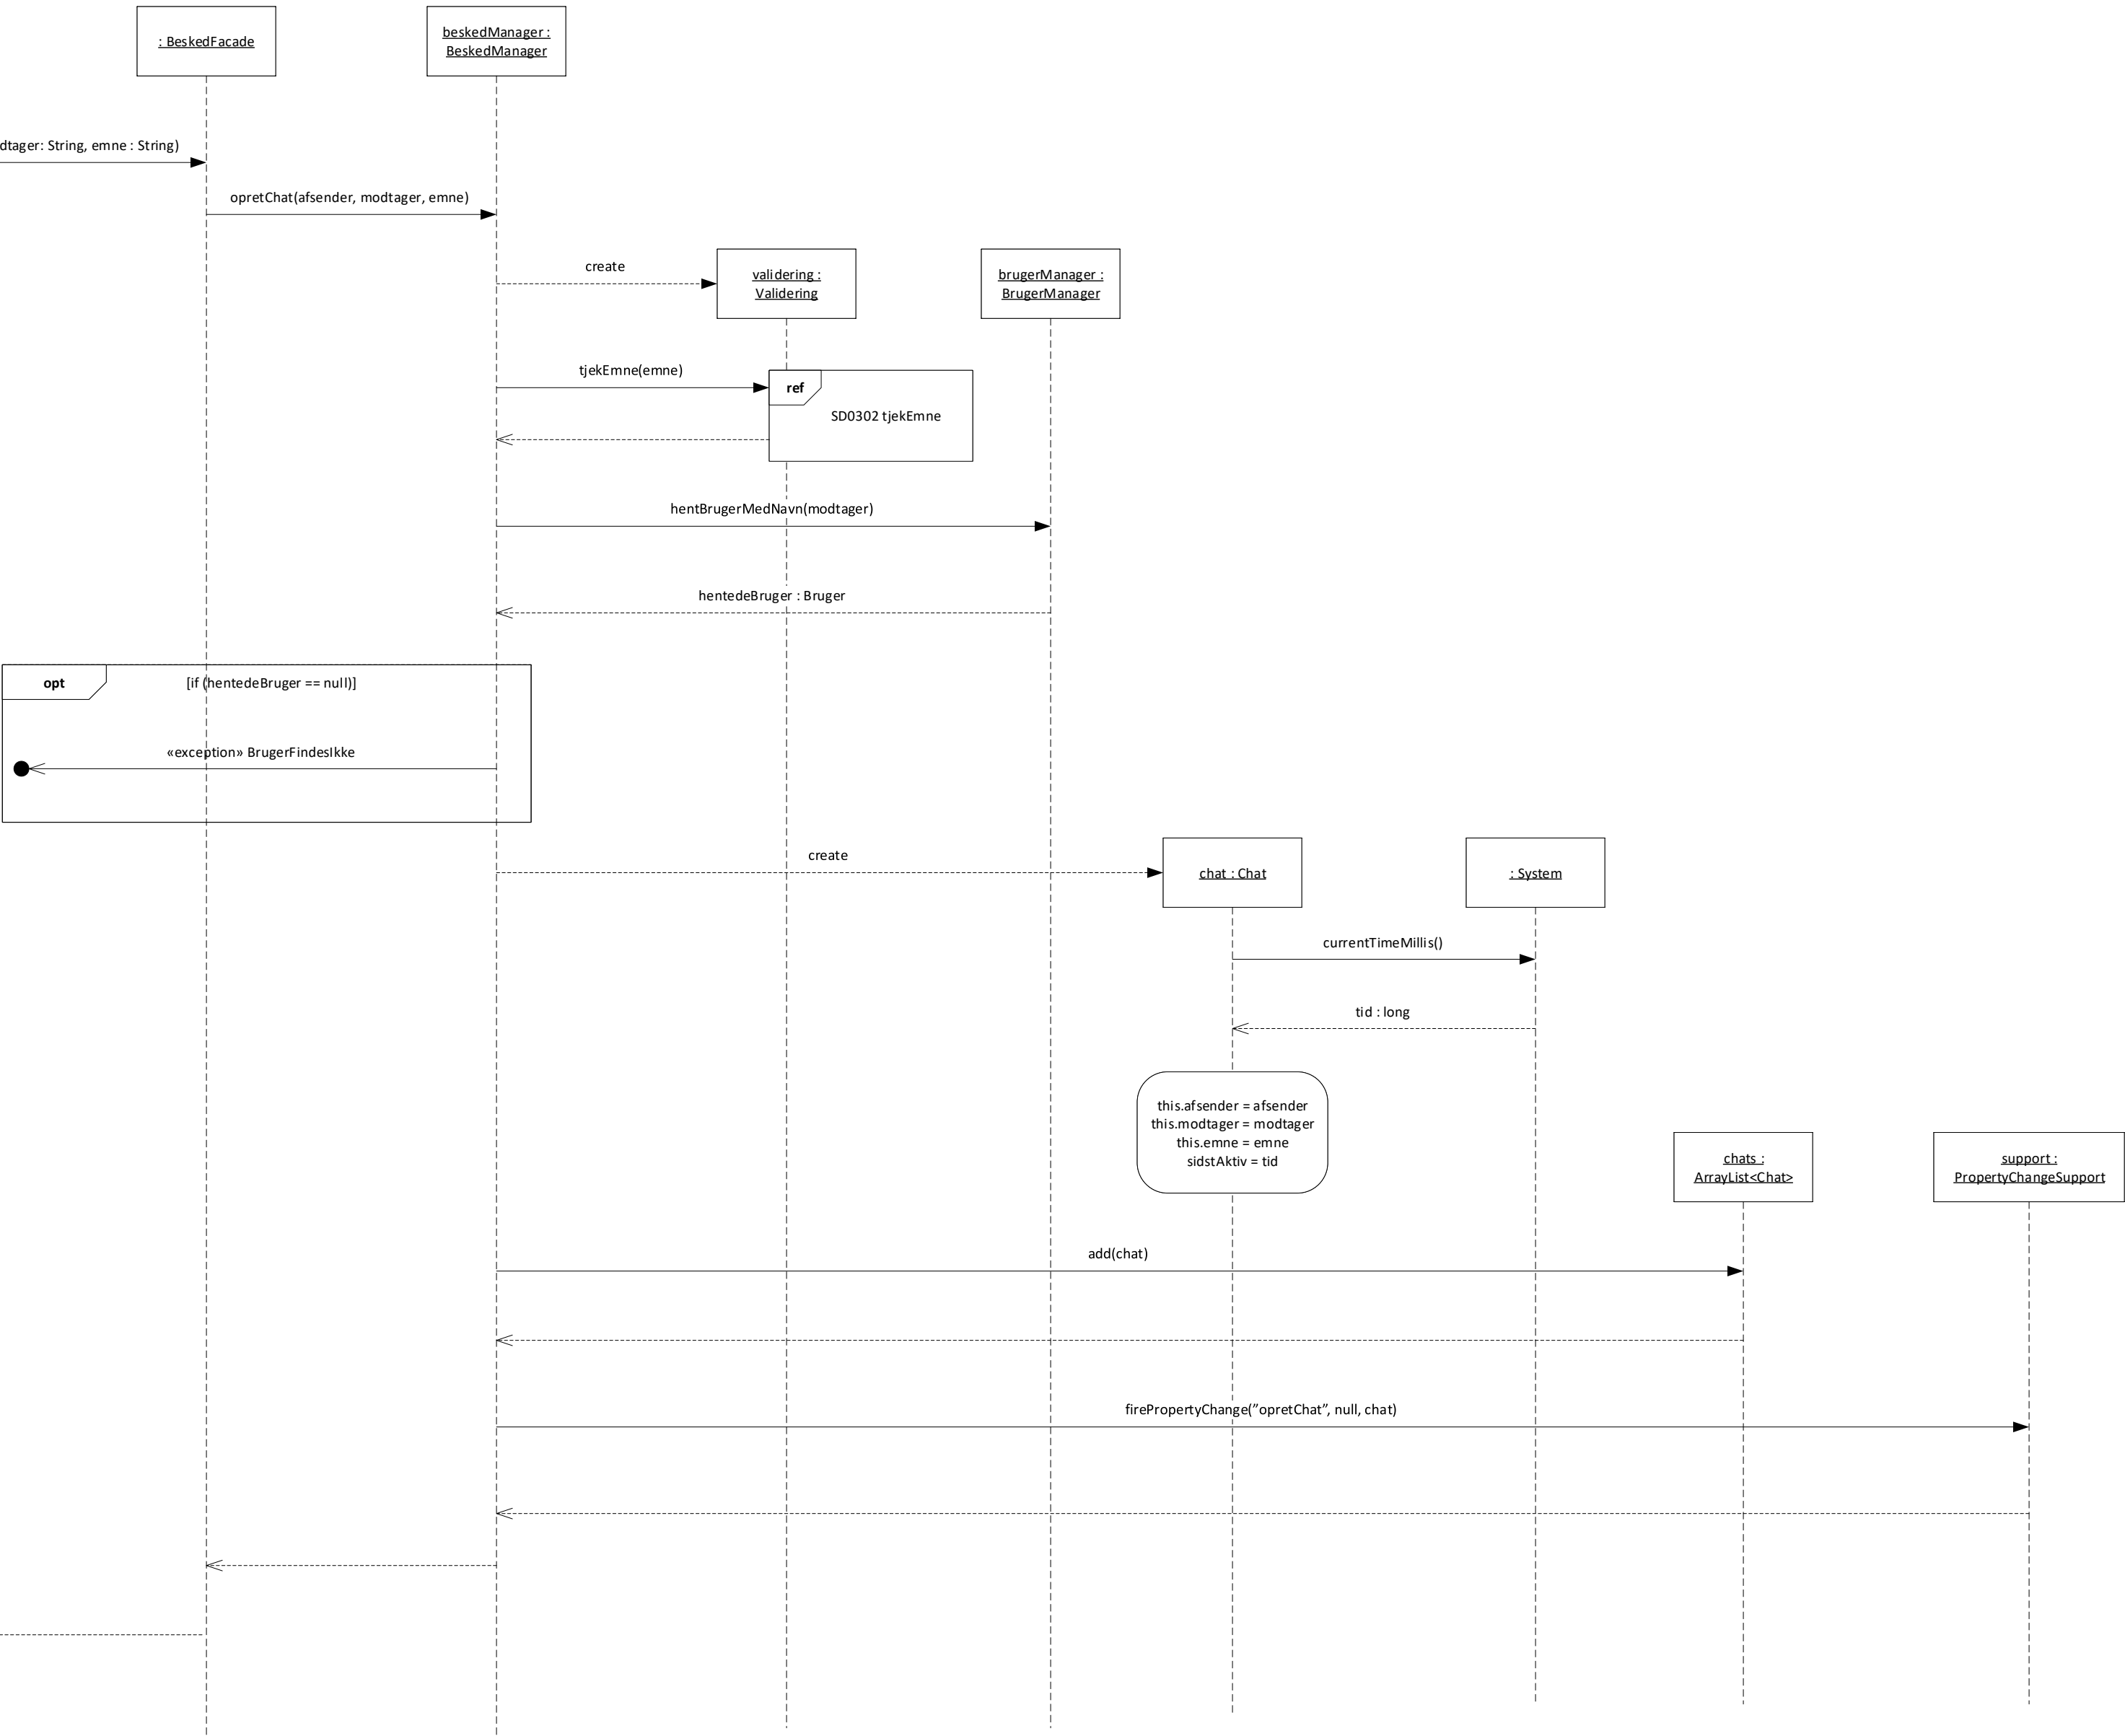 : BeskedFacade
beskedManager :
BeskedManager
dtager: String, emne : String)
opretChat(afsender, modtager, emne)
create
validering :
Validering
brugerManager :
BrugerManager
tjekEmne(emne)
ref
SD0302 tjekEmne
hentBrugerMedNavn(modtager)
hentedeBruger : Bruger
opt
[if (hentedeBruger == null)]
«exception» BrugerFindesIkke
create
chat : Chat
: System
currentTimeMillis()
tid : long
this.afsender = afsender
this.modtager = modtager
this.emne = emne
sidstAktiv = tid
chats :
ArrayList<Chat>
support :
PropertyChangeSupport
add(chat)
firePropertyChange(”opretChat”, null, chat)